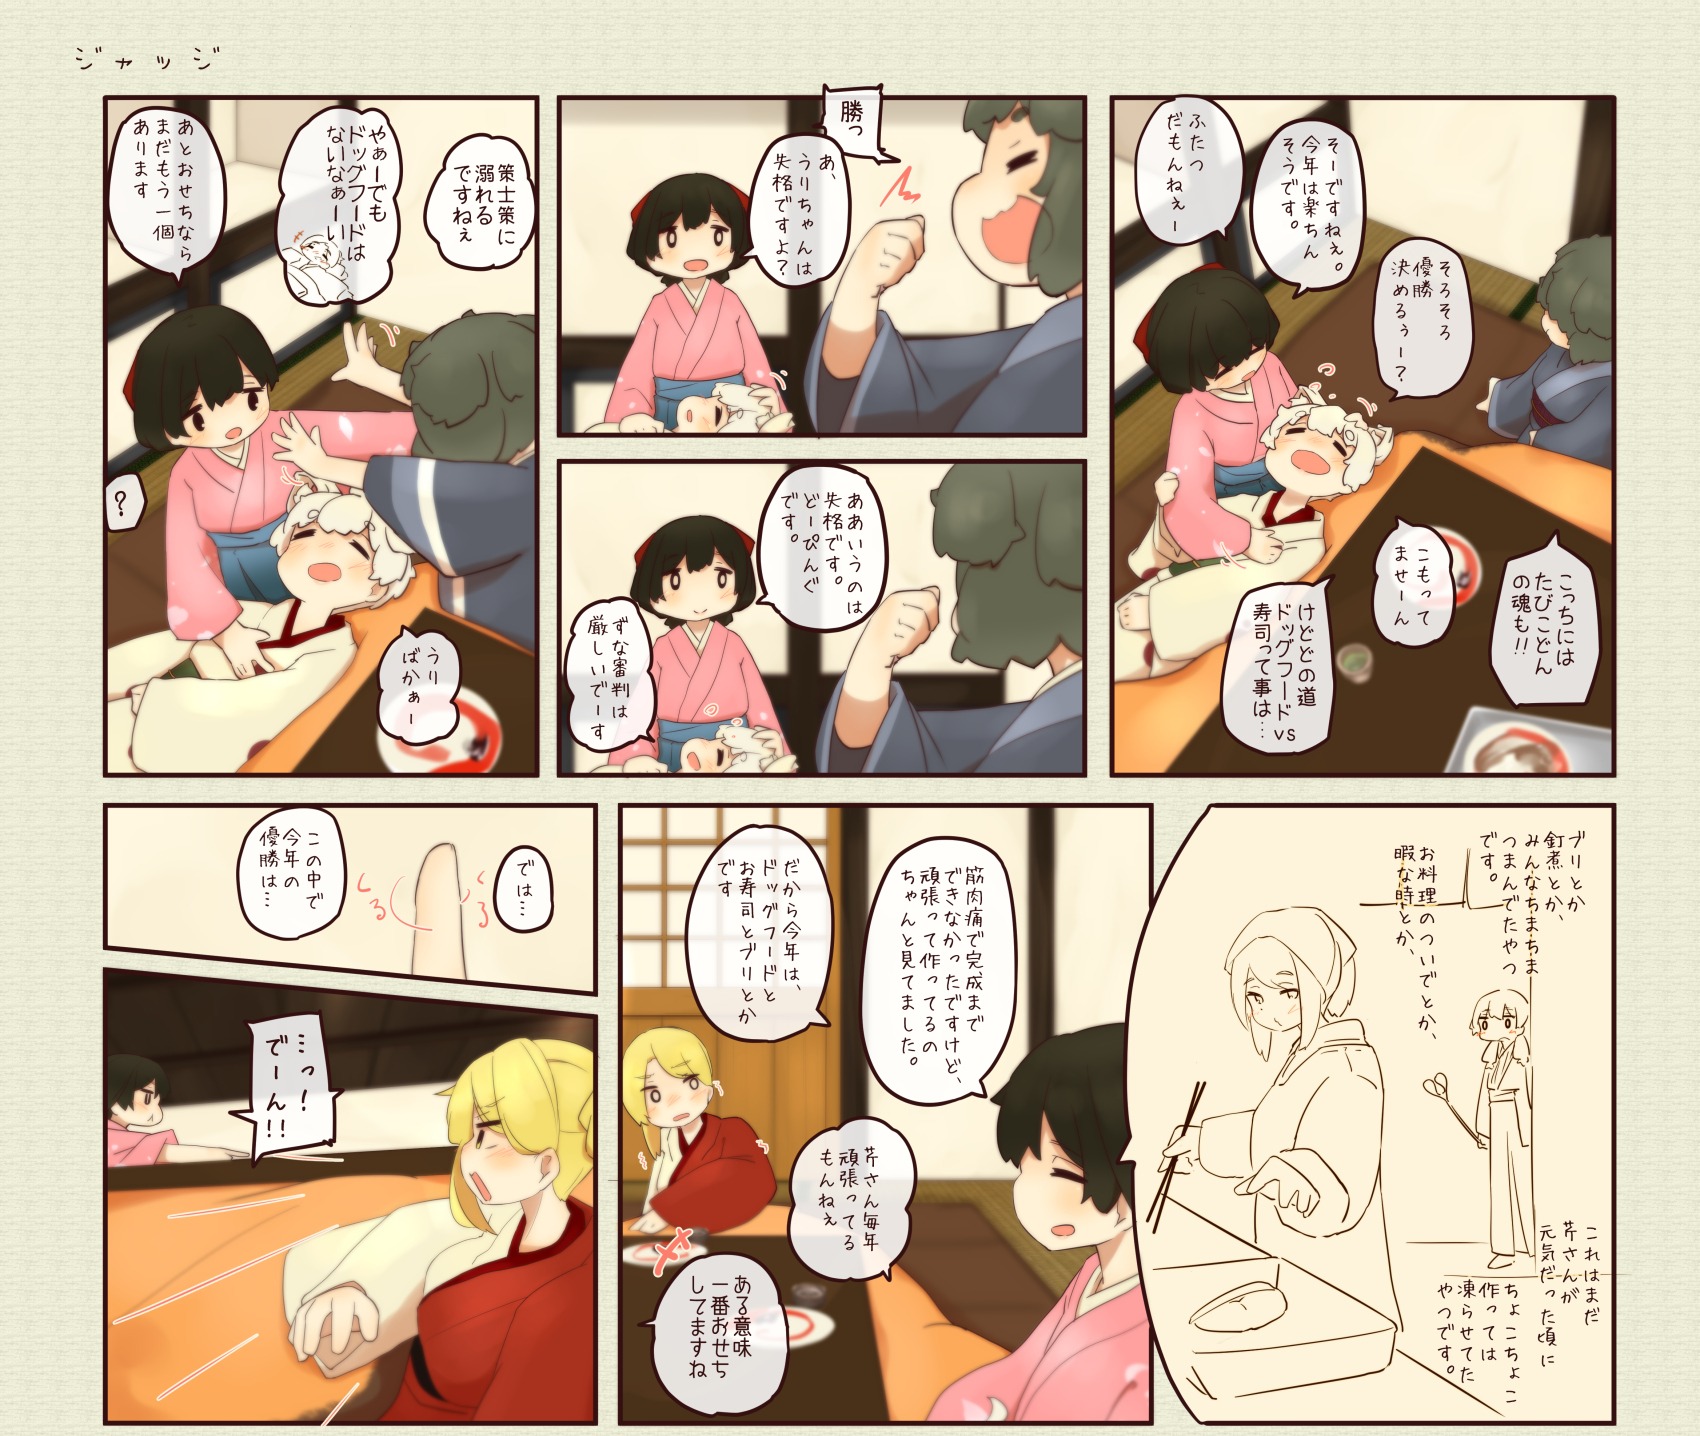 ジャッジ
ふたつ
だもんねぇー
そーですねぇ。
今年は楽ちん
そうです。
そろそろ
優勝
決めるぅー？
こっちには
たびこどん
の魂も!!
こもって
ませーん
けどどの道
ドッグフードvs
寿司って事は…
勝っ
あ、
うりちゃんは
失格ですよ？
ああいうのは
失格です。
どーぴんぐ
です。
ずな審判は
厳しいでーす
策士策に
溺れる
ですねぇ
やぁーでも
ドッグフードは
ないなぁーい
あとおせちなら
まだもう一個
あります
？
うり
ばかぁー
ブリとか
釘煮とか、
みんなちまちま
つまんでたやつ
です。
お料理のついでとか、
暇な時とか、
これはまだ
芹さんが
元気だった頃に
ちょこちょこ
作っては
凍らせてた
やつです。
筋肉痛で完成まで
できなかったですけど、
頑張って作ってるの
ちゃんと見てました。
だから今年は、
ドッグフードと
お寿司とブリとか
です
芹さん毎年
頑張ってる
もんねぇ
ある意味
一番おせち
してますね
では…
くる
くる
この中で
今年の
優勝は…
…っ！
でーん!!